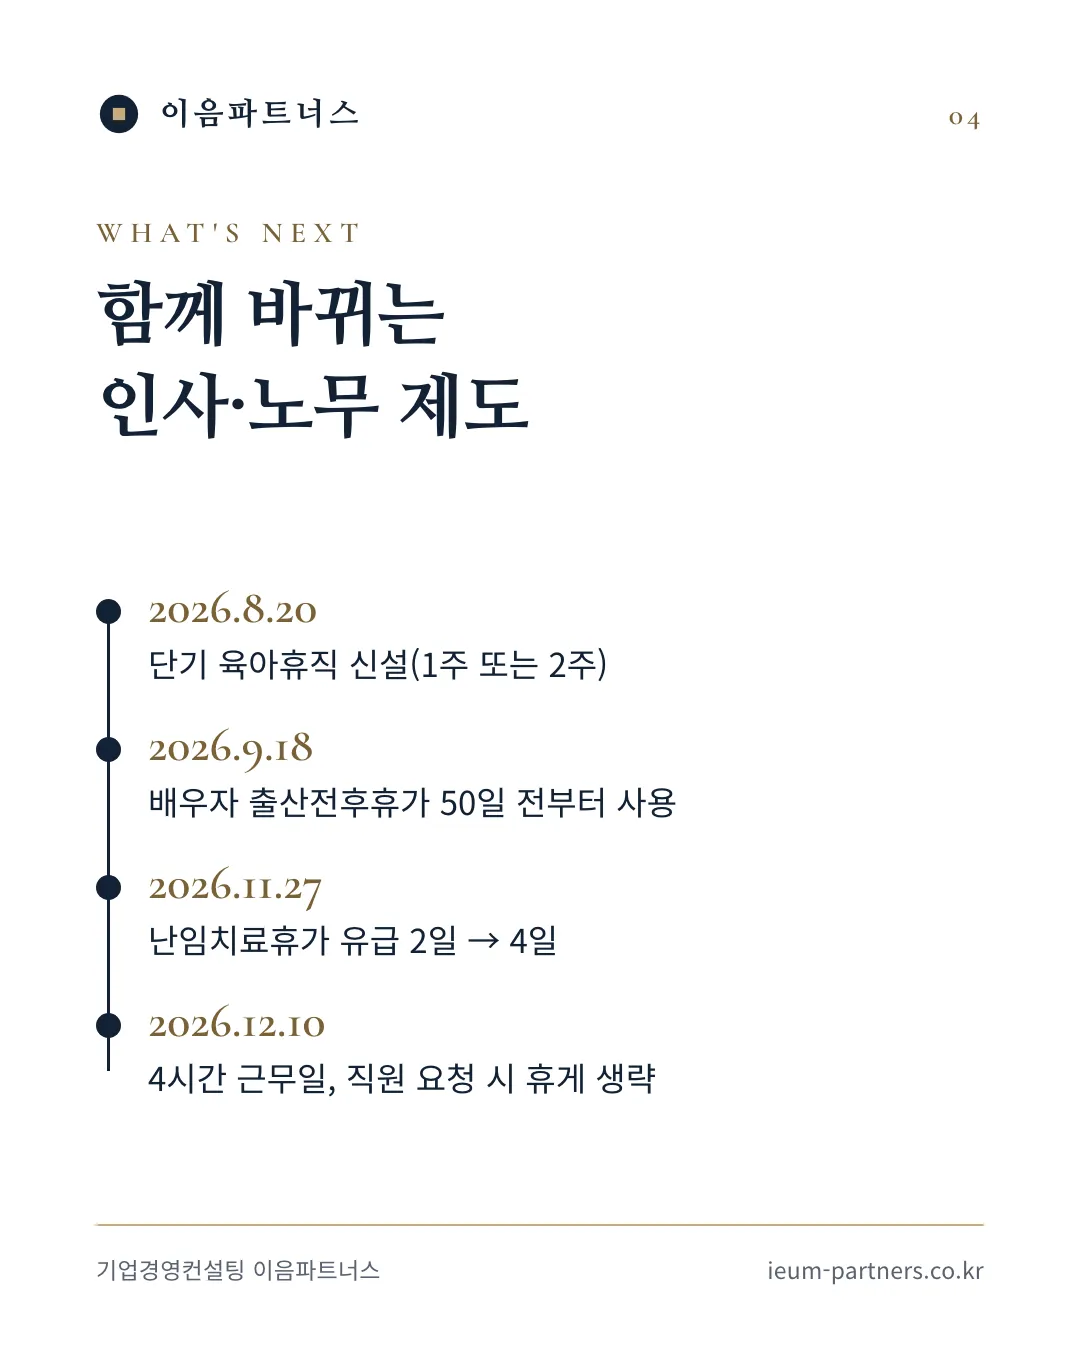 이음파트너스
04
WHAT'S NEXT
함께 바뀌는
인사·노무 제도
2026.8.20
단기 육아휴직 신설(1주 또는 2주)
2026.9.18
배우자 출산전후휴가 50일 전부터 사용
2026.11.27
난임치료휴가 유급 2일 → 4일
2026.12.10
4시간 근무일, 직원 요청 시 휴게 생략
기업경영컨설팅 이음파트너스
ieum-partners.co.kr